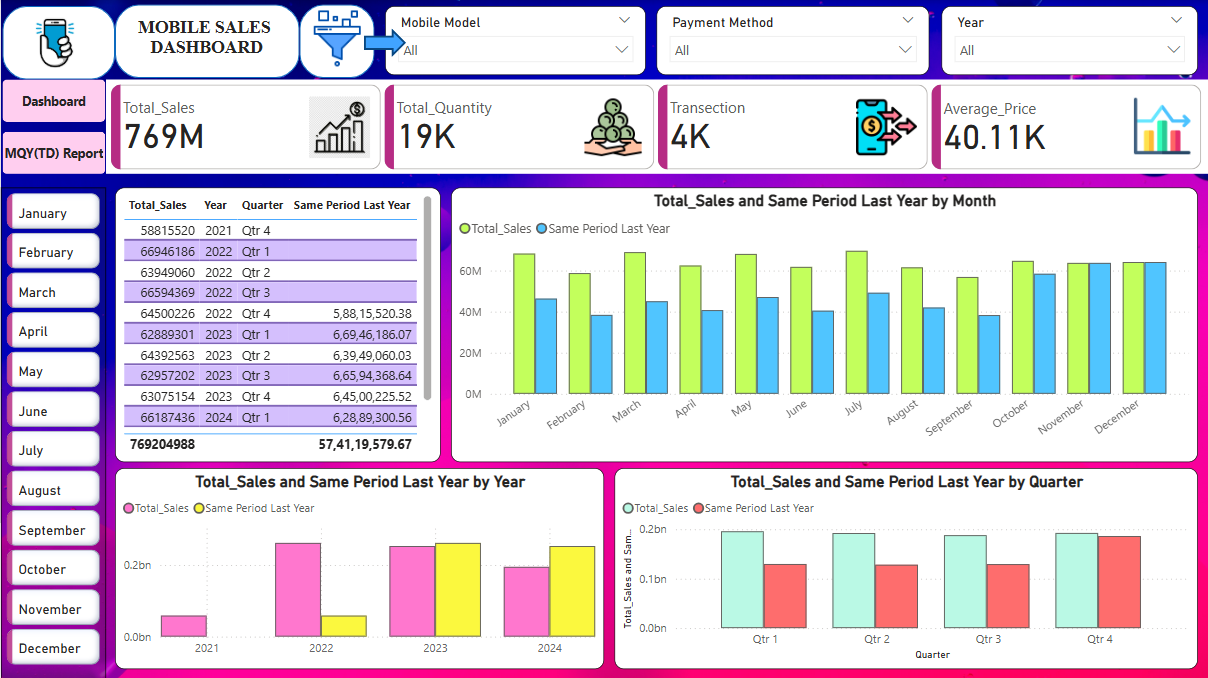 MOBILE SALES
DASHBOARD
Mobile Model
All
Payment Method
All
Year
All
Dashboard
MQY(TD) Report
Total_Sales
769M
Total_Quantity
19K
Transection
4K
Average_Price
40.11K
January
February
March
April
May
June
July
August
September
October
November
December
Total_Sales Year Quarter Same Period Last Year
58815520 2021 Qtr 4
66946186 2022 Qtr 1
63949060 2022 Qtr 2
66594369 2022 Qtr 3
64500226 2022 Qtr 4 5,88,15,520.38
62889301 2023 Qtr 1 6,69,46,186.07
64392563 2023 Qtr 2 6,39,49,060.03
62957202 2023 Qtr 3 6,65,94,368.64
63075154 2023 Qtr 4 6,45,00,225.52
66187436 2024 Qtr 1 6,28,89,300.56
769204988 57,41,19,579.67
Total_Sales and Same Period Last Year by Month
Total_Sales Same Period Last Year
60M
40M
20M
0M
January February March April May June July August September October November December
Total_Sales and Same Period Last Year by Year
Total_Sales Same Period Last Year
0.2bn
0.0bn
2021 2022 2023 2024
Total_Sales and Same Period Last Year by Quarter
Total_Sales Same Period Last Year
Total_Sales and Sam...
0.2bn
0.1bn
0.0bn
Qtr 1 Qtr 2 Qtr 3 Qtr 4
Quarter